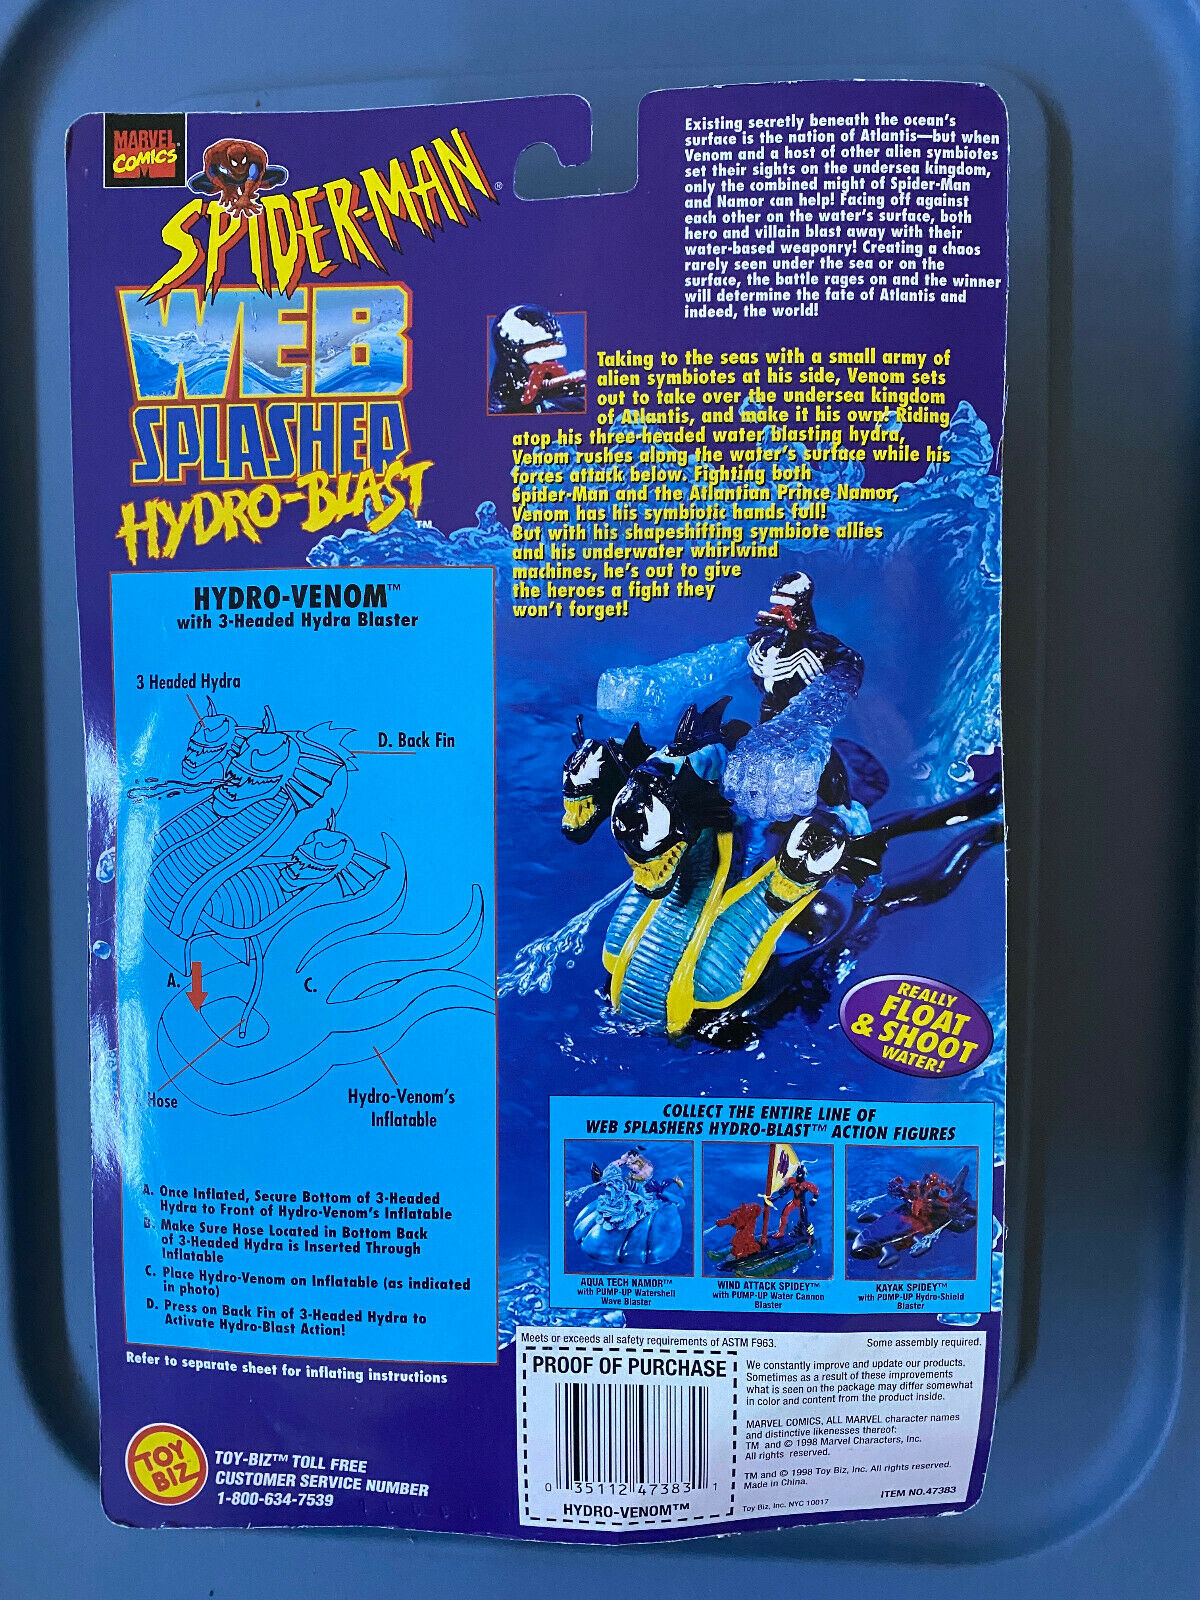 MARVEL
COMICS
SPIDER-MAN®
WEB
SPLASHER
HYDRO-BLAST™
Existing secretly beneath the ocean's
surface is the nation of Atlantis—but when
Venom and a host of other alien symbiotes
set their sights on the undersea kingdom,
only the combined might of Spider-Man
and Namor can help! Facing off against
each other on the water's surface, both
hero and villain blast away with their
water-based weaponry! Creating a chaos
rarely seen under the sea or on the
surface, the battle rages on and the winner
will determine the fate of Atlantis and
indeed, the world!
Taking to the seas with a small army of
alien symbiotes at his side, Venom sets
out to take over the undersea kingdom
of Atlantis, and make it his own! Riding
atop his three-headed water blasting hydra,
Venom rushes along the water's surface while his
forces attack below. Fighting both
Spider-Man and the Atlantian Prince Namor,
Venom has his symbiotic hands full!
But with his shapeshifting symbiote allies
and his underwater whirlwind
machines, he's out to give
the heroes a fight they
won't forget!
HYDRO-VENOM™
with 3-Headed Hydra Blaster
3 Headed Hydra
D. Back Fin
A.
C.
Hose
Hydro-Venom's
Inflatable
A. Once Inflated, Secure Bottom of 3-Headed
Hydra to Front of Hydro-Venom's Inflatable
B. Make Sure Hose Located in Bottom Back
of 3-Headed Hydra is Inserted Through
Inflatable
C. Place Hydro-Venom on Inflatable (as indicated
in photo)
D. Press on Back Fin of 3-Headed Hydra to
Activate Hydro-Blast Action!
Refer to separate sheet for inflating instructions
REALLY
FLOAT
& SHOOT
WATER!
COLLECT THE ENTIRE LINE OF
WEB SPLASHERS HYDRO-BLAST™ ACTION FIGURES
AQUA TECH NAMOR™
with PUMP-UP Watershell
Wave Blaster
WIND ATTACK SPIDEY™
with PUMP-UP Water Cannon
Blaster
KAYAK SPIDEY™
with PUMP-UP Hydro-Shield
Blaster
Meets or exceeds all safety requirements of ASTM F963.
Some assembly required.
PROOF OF PURCHASE
0 35112 47383 1
HYDRO-VENOM™
We constantly improve and update our products.
Sometimes as a result of these improvements
what is seen on the package may differ somewhat
in color and content from the product inside.
MARVEL COMICS, ALL MARVEL character names
and distinctive likenesses thereof:
TM and © 1998 Marvel Characters, Inc.
All rights reserved.
TM and © 1998 Toy Biz, Inc. All rights reserved.
Made in China.
ITEM NO.47383
Toy Biz, Inc. NYC 10017
TOY
BIZ
TOY-BIZ™ TOLL FREE
CUSTOMER SERVICE NUMBER
1-800-634-7539